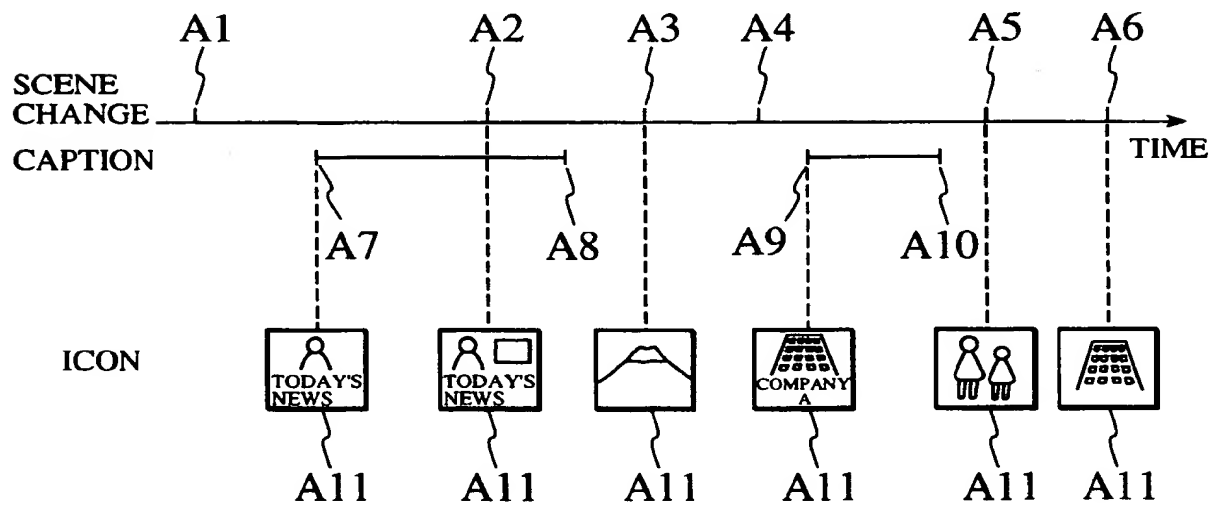 A1 A2 A3 A4 A5 A6
SCENE
CHANGE
TIME
CAPTION
A7 A8 A9 A10
ICON
TODAY'S
NEWS
TODAY'S
NEWS
COMPANY
A
A11 A11 A11 A11 A11 A11